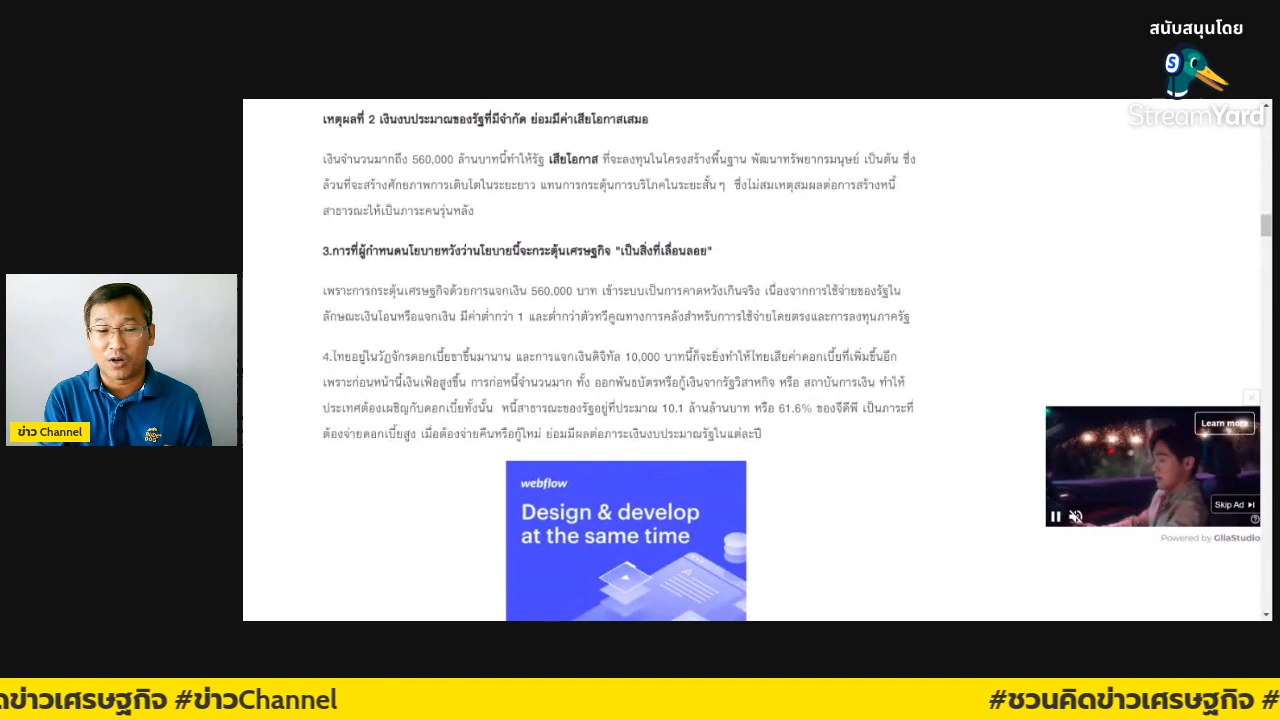 สนับสนุนโดย
S
StreamYard
เหตุผลที่ 2 เงินงบประมาณของรัฐที่มีจำกัด ย่อมมีค่าเสียโอกาสเสมอ
เงินจำนวนมากถึง 560,000 ล้านบาทนี้ทำให้รัฐ เสียโอกาส ที่จะลงทุนในโครงสร้างพื้นฐาน พัฒนาทรัพยากรมนุษย์ เป็นต้น ซึ่ง
ล้วนที่จะสร้างศักยภาพการเติบโตในระยะยาว แทนการกระตุ้นการบริโภคในระยะสั้นๆ ซึ่งไม่สมเหตุสมผลต่อการสร้างหนี้
สาธารณะให้เป็นภาระคนรุ่นหลัง
3.การที่ผู้กำหนดนโยบายหวังว่านโยบายนี้จะกระตุ้นเศรษฐกิจ "เป็นสิ่งที่เลื่อนลอย"
เพราะการกระตุ้นเศรษฐกิจด้วยการแจกเงิน 560,000 บาท เข้าระบบเป็นการคาดหวังเกินจริง เนื่องจากการใช้จ่ายของรัฐใน
ลักษณะเงินโอนหรือแจกเงิน มีค่าต่ำกว่า 1 และต่ำกว่าตัวทวีคูณทางการคลังสำหรับการใช้จ่ายโดยตรงและการลงทุนภาครัฐ
4.ไทยอยู่ในวัฏจักรดอกเบี้ยขาขึ้นมานาน และการแจกเงินดิจิทัล 10,000 บาทนี้ก็จะยิ่งทำให้ไทยเสียค่าดอกเบี้ยที่เพิ่มขึ้นอีก
เพราะก่อนหน้านี้เงินเฟ้อสูงขึ้น การก่อหนี้จำนวนมาก ทั้ง ออกพันธบัตรหรือกู้เงินจากรัฐวิสาหกิจ หรือ สถาบันการเงิน ทำให้
ประเทศต้องเผชิญกับดอกเบี้ยทั้งนั้น หนี้สาธารณะของรัฐอยู่ที่ประมาณ 10.1 ล้านล้านบาท หรือ 61.6% ของจีดีพี เป็นภาระที่
ต้องจ่ายดอกเบี้ยสูง เมื่อต้องจ่ายคืนหรือกู้ใหม่ ย่อมมีผลต่อภาระเงินงบประมาณรัฐในแต่ละปี
ข่าว Channel
Learn more
Skip Ad
Powered by GliaStudio
webflow
Design & develop
at the same time
ดข่าวเศรษฐกิจ #ข่าวChannel
#ชวนคิดข่าวเศรษฐกิจ #